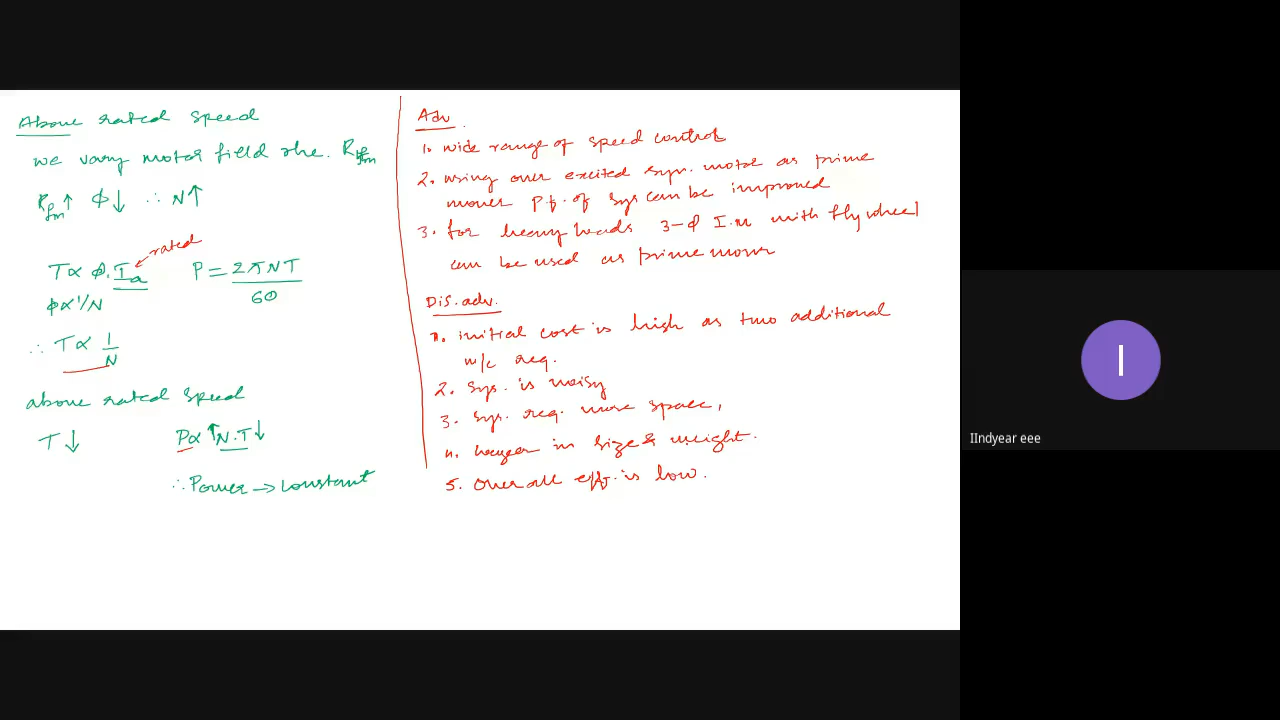 Above rated speed
we vary motor field rhe. Rfm
Rfm↑ ϕ↓ ∴ N↑
rated
T∝ ϕ.Ia P = 2πNT/60
ϕ∝1/N
∴ T∝ 1/N
above rated speed
T↓ P∝ ↑N.T↓
∴ Power → constant
Adv
1. wide range of speed control
2. using over excited syn. motor as prime
mover P.f. of sys can be improved
3. for heavy loads 3-ϕ I.M with flywheel
can be used as prime mover
Dis.adv.
1. initial cost is high as two additional
m/c req.
2. Sys. is noisy
3. Sys. req. more space,
4. larger in size & weight.
5. Over all eff. is low.
I
IIndyear eee